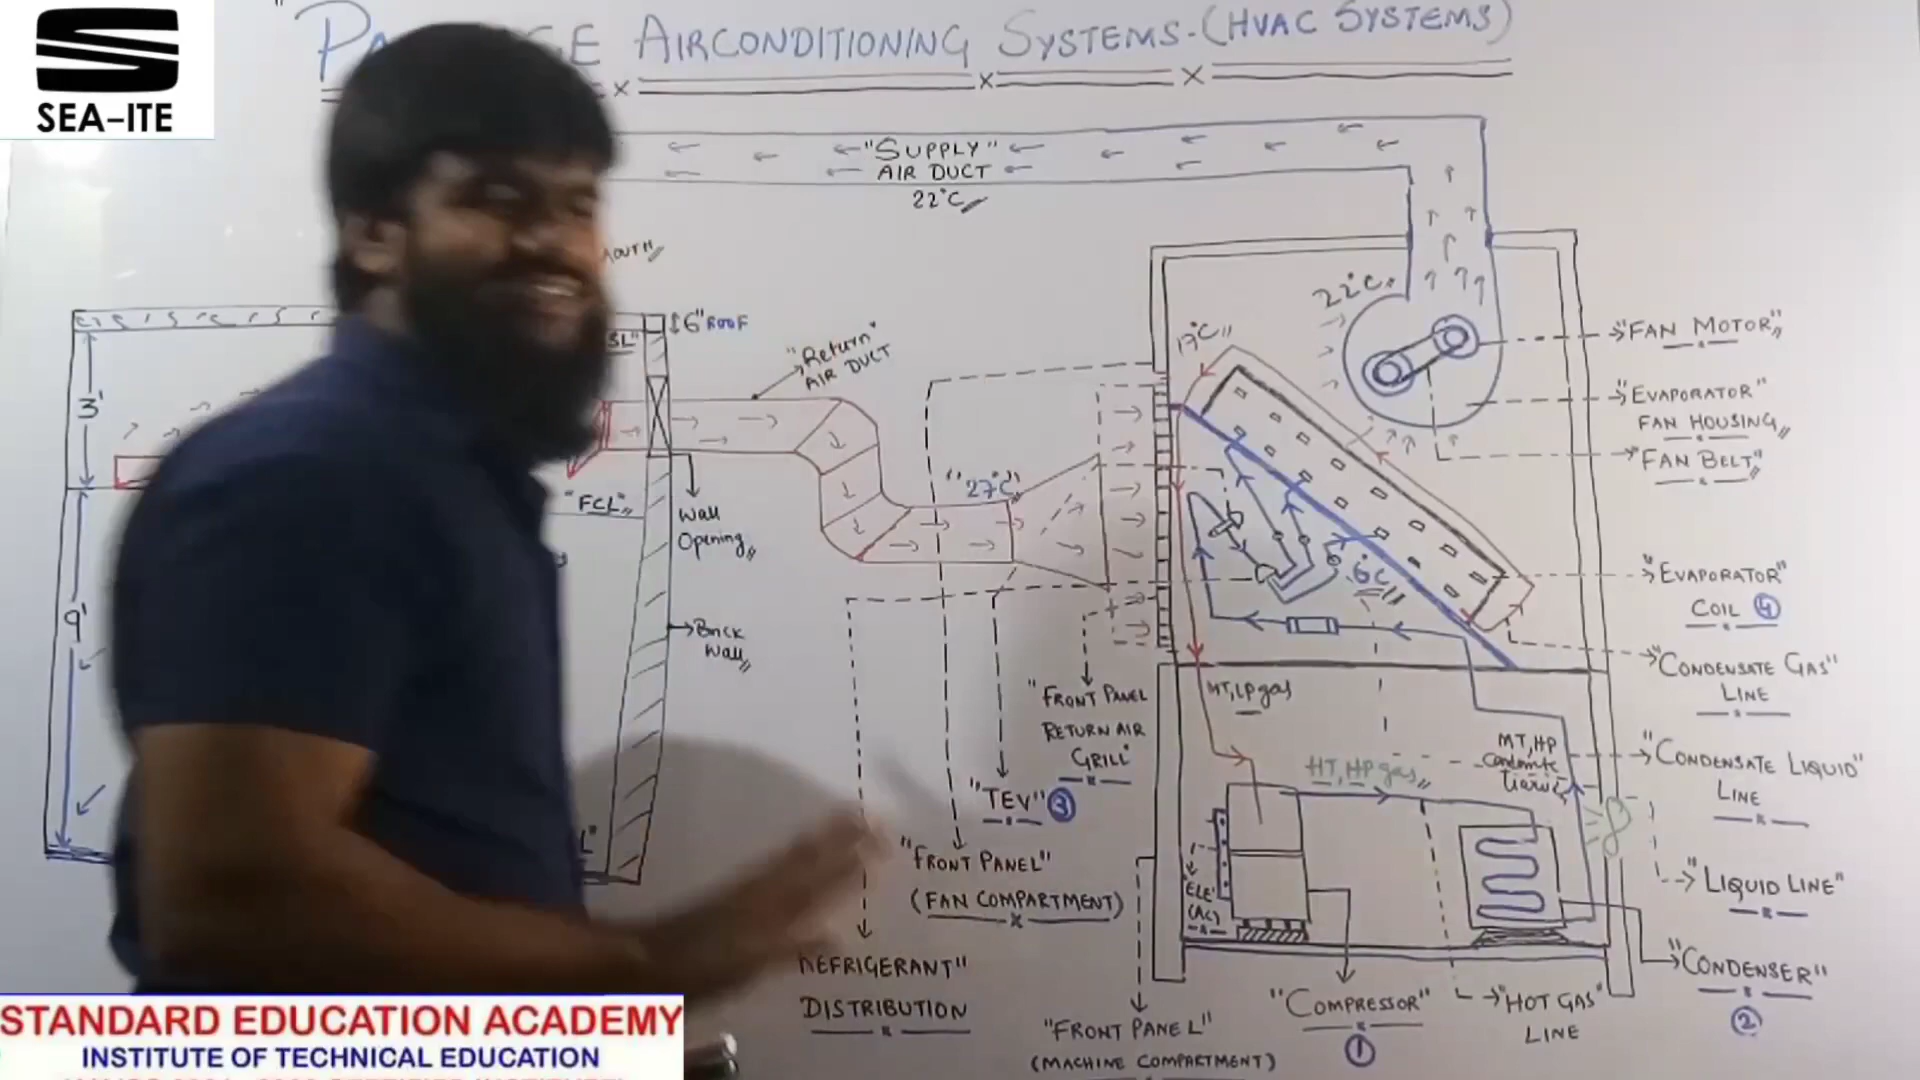 SEA-ITE
AIRCONDITIONING SYSTEMS-(HVAC SYSTEMS)
"SUPPLY"
AIR DUCT
22°C
6" ROOF
SL"
"Return"
AIR DUCT
3'
9'
"FCL"
Wall
Opening
Brick
Wall
"27°C"
17°C
22°C
6°C
"FAN MOTOR"
"EVAPORATOR"
FAN HOUSING
"FAN BELT"
"EVAPORATOR"
COIL 4
"CONDENSATE GAS"
LINE
"CONDENSATE LIQUID"
LINE
"LIQUID LINE"
"CONDENSER"
2
MT,LP gas
HT,HP gas
MT,HP
"FRONT PANEL
RETURN AIR
GRILL"
"TEV" 3
"FRONT PANEL"
(FAN COMPARTMENT)
REFRIGERANT"
DISTRIBUTION
ELE'
(AC)
"FRONT PANEL"
(MACHINE COMPARTMENT)
"COMPRESSOR"
1
"HOT GAS"
LINE
STANDARD EDUCATION ACADEMY
INSTITUTE OF TECHNICAL EDUCATION